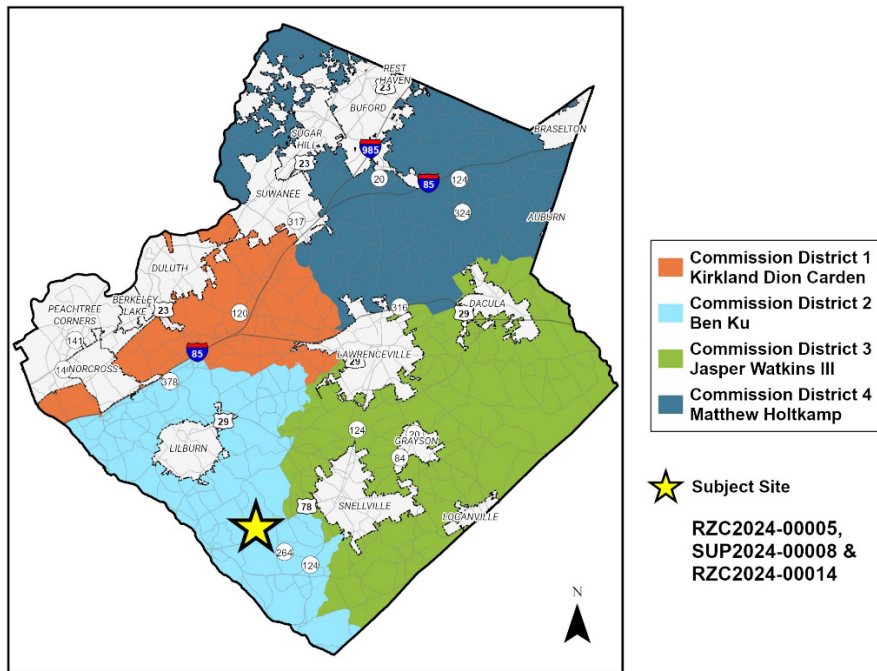 REST
HAVEN
23
BUFORD
BRASELTON
SUGAR
HILL
985
23
20
85
124
SUWANEE
324
317
AUBURN
DULUTH
BERKELEY
LAKE
23
PEACHTREE
CORNERS
120
316
DACULA
29
141
85
29
LAWRENCEVILLE
14
NORCROSS
378
29
LILBURN
124
20
GRAYSON
84
78
SNELLVILLE
LOGANVILLE
264
124
N
Commission District 1
Kirkland Dion Carden
Commission District 2
Ben Ku
Commission District 3
Jasper Watkins III
Commission District 4
Matthew Holtkamp
Subject Site
RZC2024-00005,
SUP2024-00008 &
RZC2024-00014